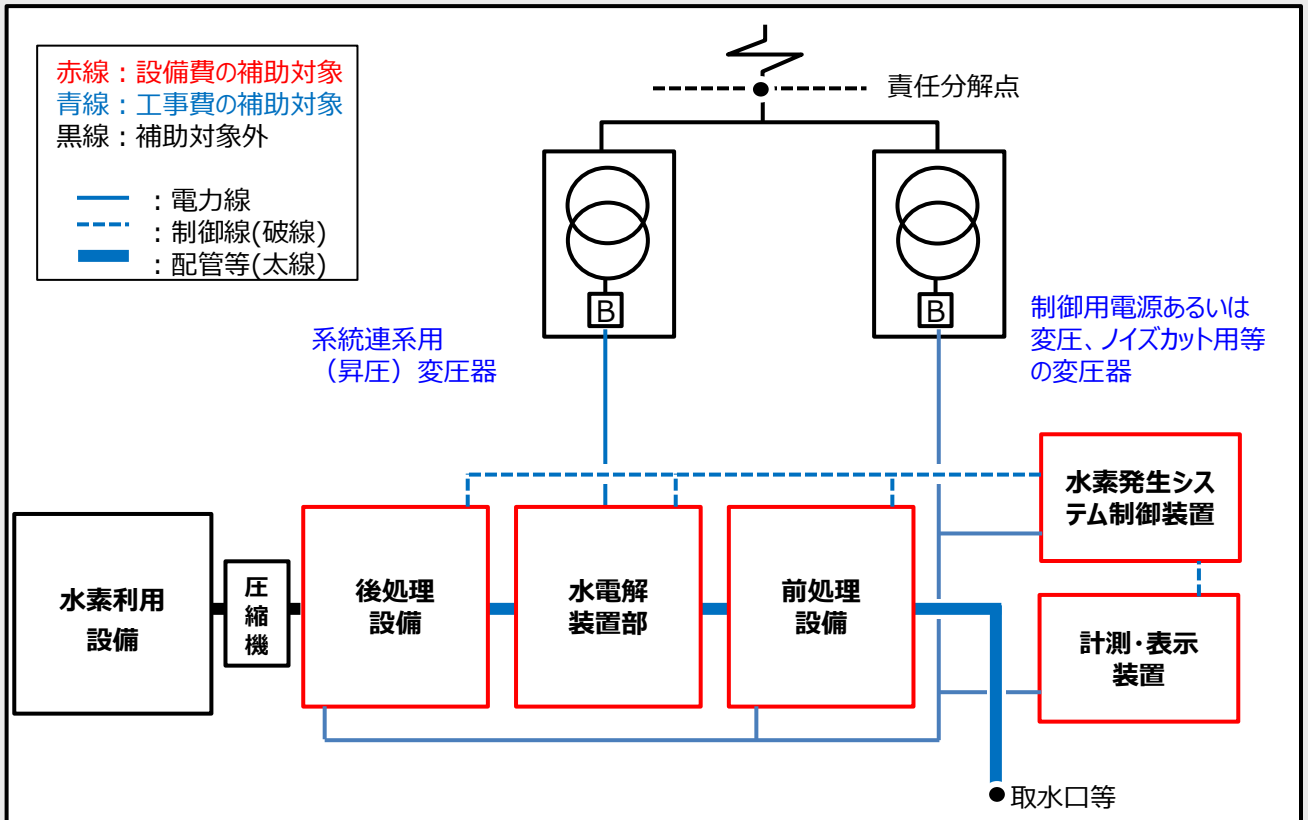 赤線：設備費の補助対象
青線：工事費の補助対象
黒線：補助対象外
：電力線
：制御線(破線)
：配管等(太線)
責任分解点
B
B
系統連系用
（昇圧）変圧器
制御用電源あるいは
変圧、ノイズカット用等
の変圧器
水素発生シス
テム制御装置
水素利用
設備
圧
縮
機
後処理
設備
水電解
装置部
前処理
設備
計測・表示
装置
取水口等